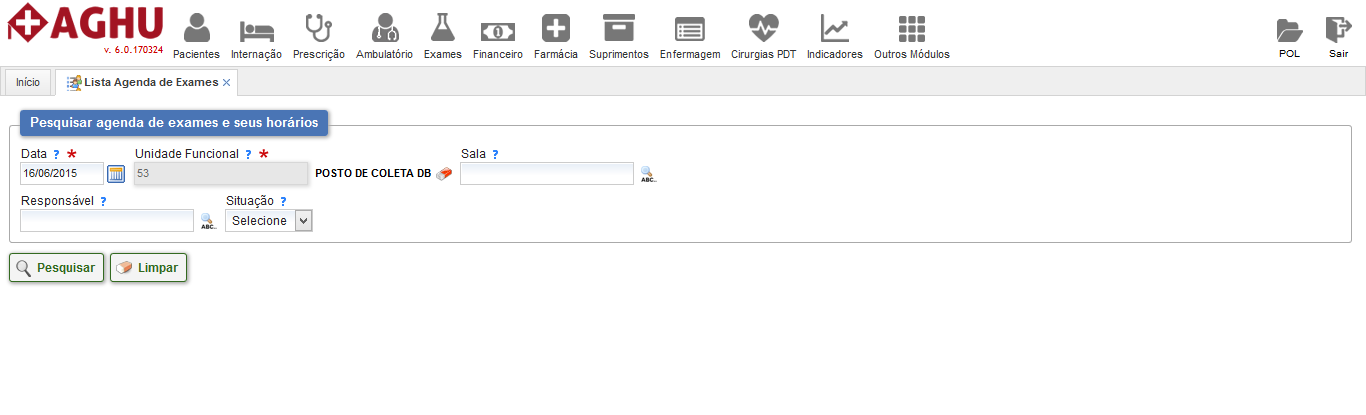 AGHU
v. 6.0.170324
Pacientes Internação Prescrição Ambulatório Exames Financeiro Farmácia Suprimentos Enfermagem Cirurgias PDT Indicadores Outros Módulos POL Sair
Início Lista Agenda de Exames ×
Pesquisar agenda de exames e seus horários
Data ? * Unidade Funcional ? * Sala ?
16/06/2015 53 POSTO DE COLETA DB ABC..
Responsável ? Situação ?
ABC.. Selecione
Pesquisar Limpar